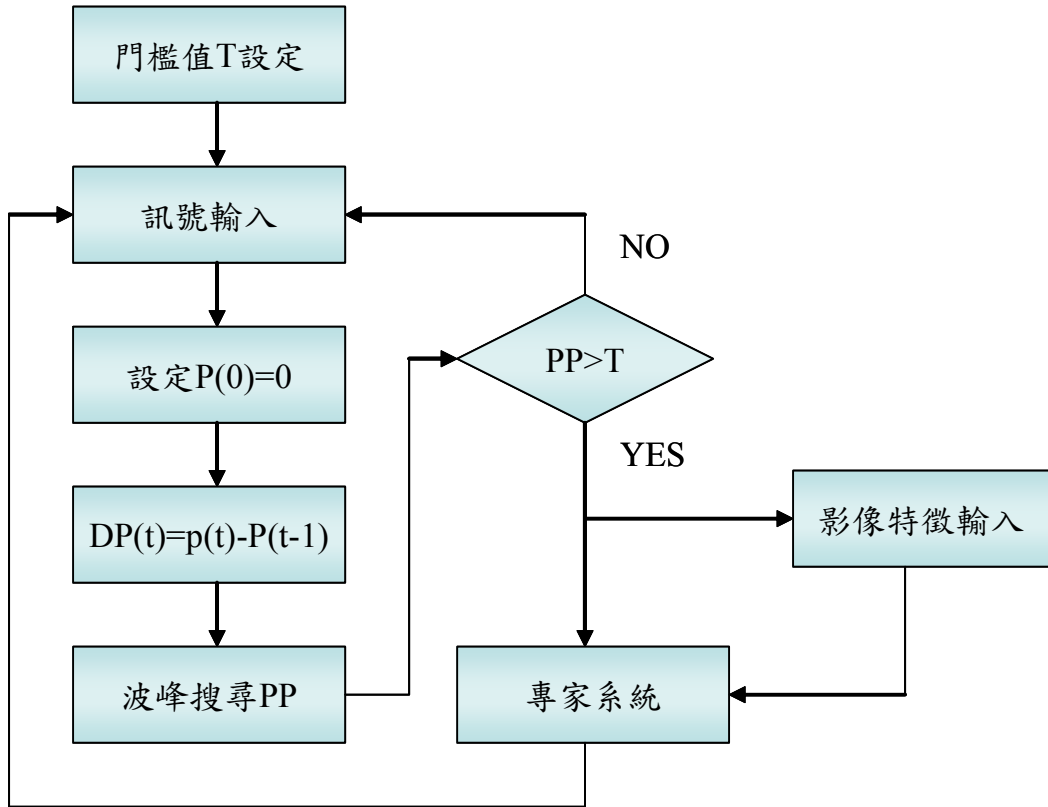 門檻值T設定
訊號輸入
設定P(0)=0
DP(t)=p(t)-P(t-1)
波峰搜尋PP
PP>T
NO
YES
影像特徵輸入
專家系統